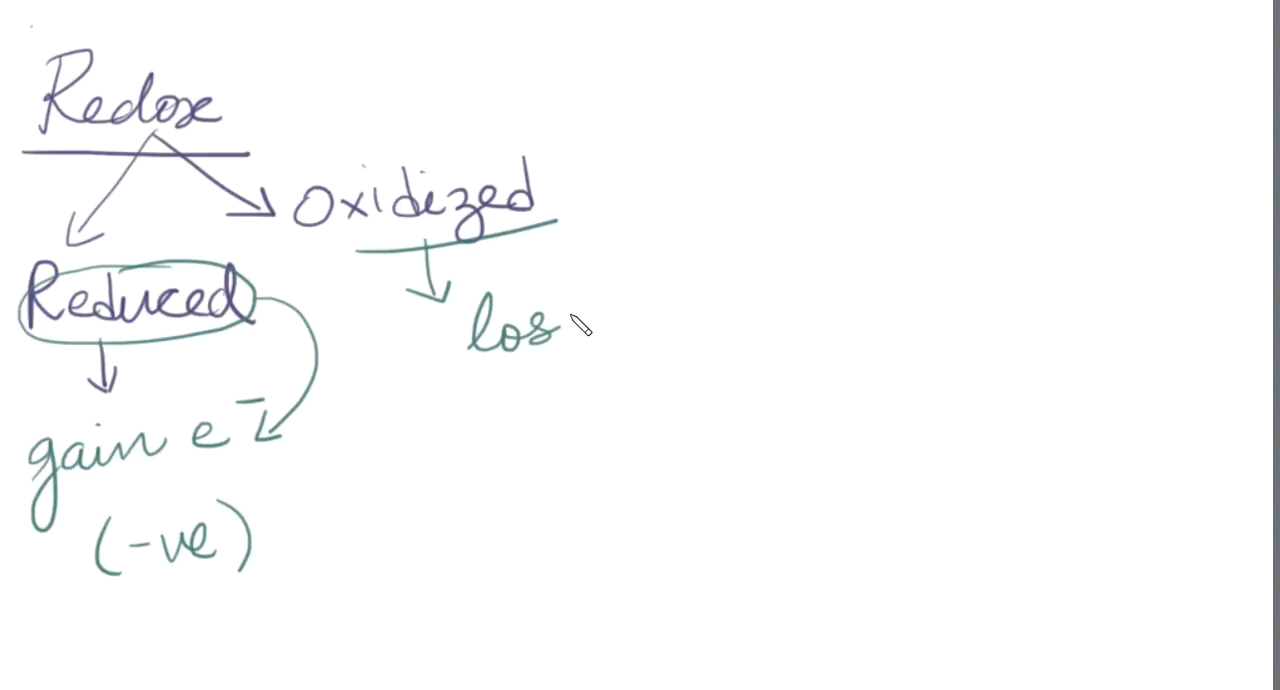 Redox
Oxidized
Reduced
los
gain e⁻
(-ve)